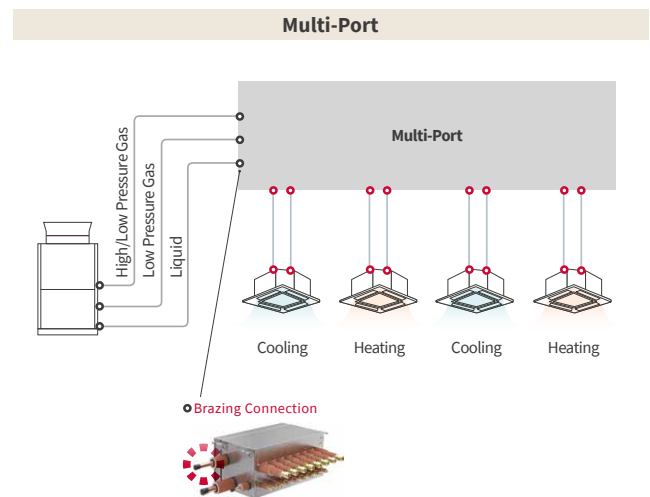 Multi-Port
High/Low Pressure Gas
Low Pressure Gas
Liquid
Multi-Port
Cooling
Heating
Cooling
Heating
Brazing Connection